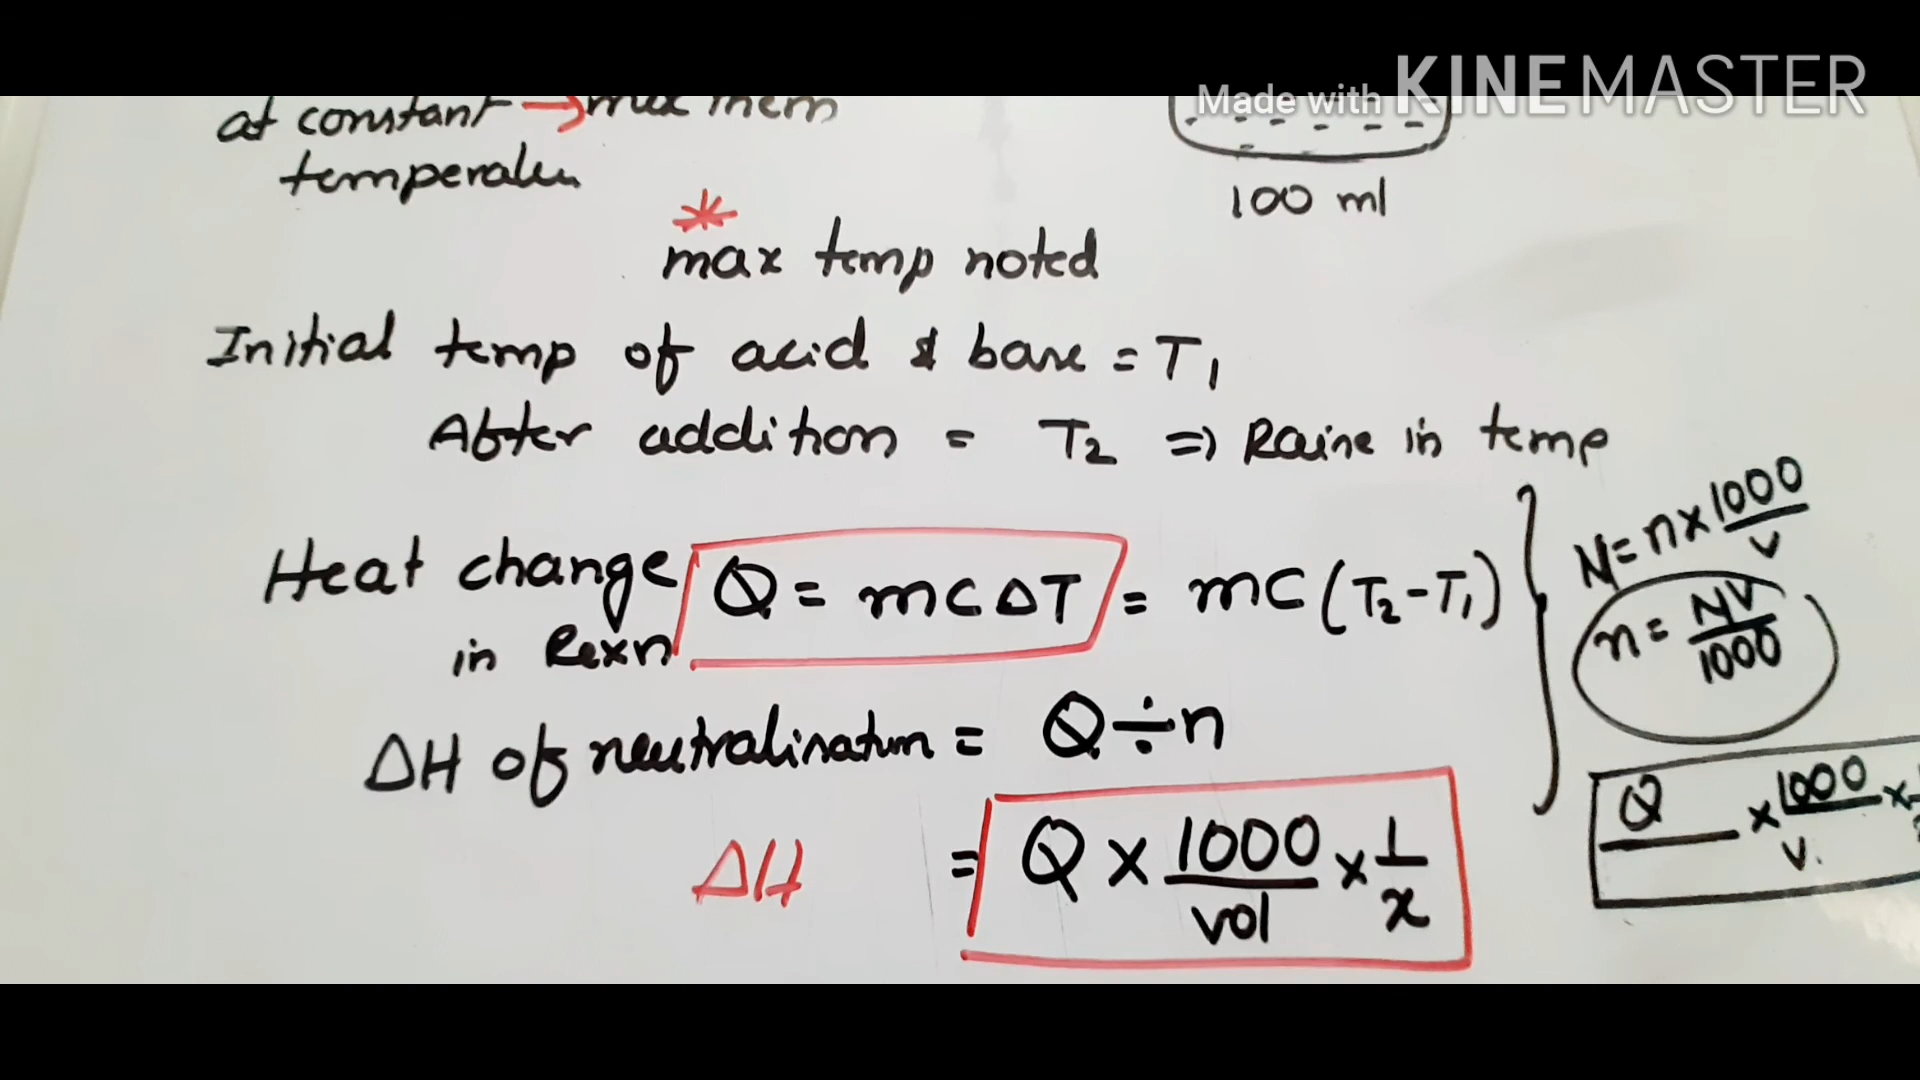 Made with KINEMASTER
at constant → mix them
temperature
100 ml
*
max temp noted
Initial temp of acid & base = T₁
After addition = T₂ ⇒ Raise in temp
N = n × 1000/V
Heat change Q = mCΔT = mC(T₂-T₁)
in Rexn
n = NV/1000
ΔH of neutralisation = Q ÷ n
Q × 1000/V. ×
ΔH = Q × 1000/vol × 1/x